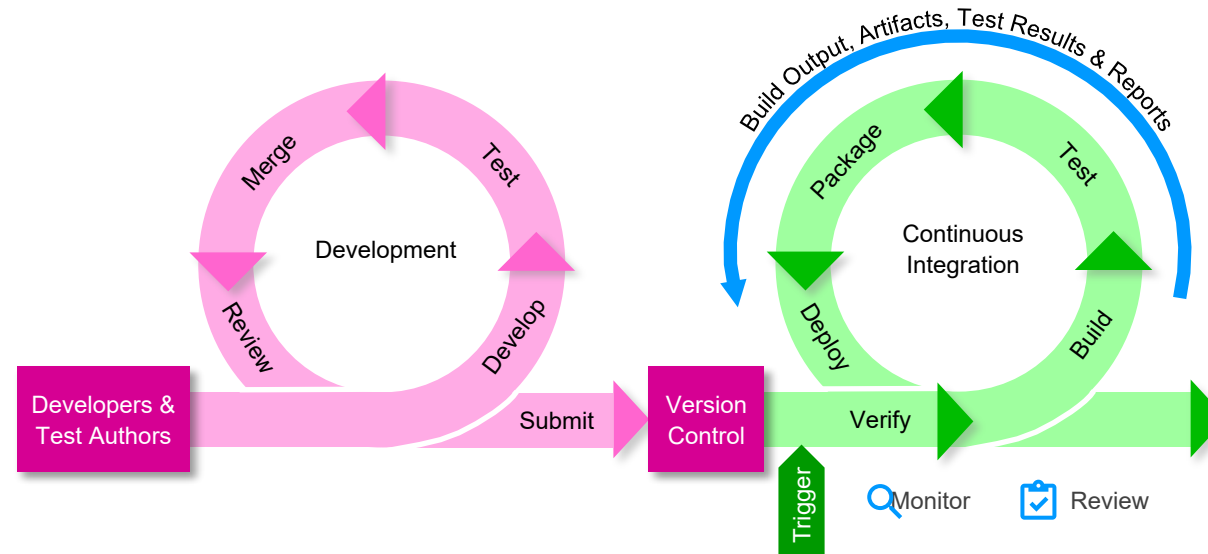 Build Output, Artifacts, Test Results & Reports
Merge
Test
Development
Review
Develop
Package
Test
Continuous
Integration
Deploy
Build
Developers &
Test Authors
Submit
Version
Control
Verify
Trigger
Monitor
Review